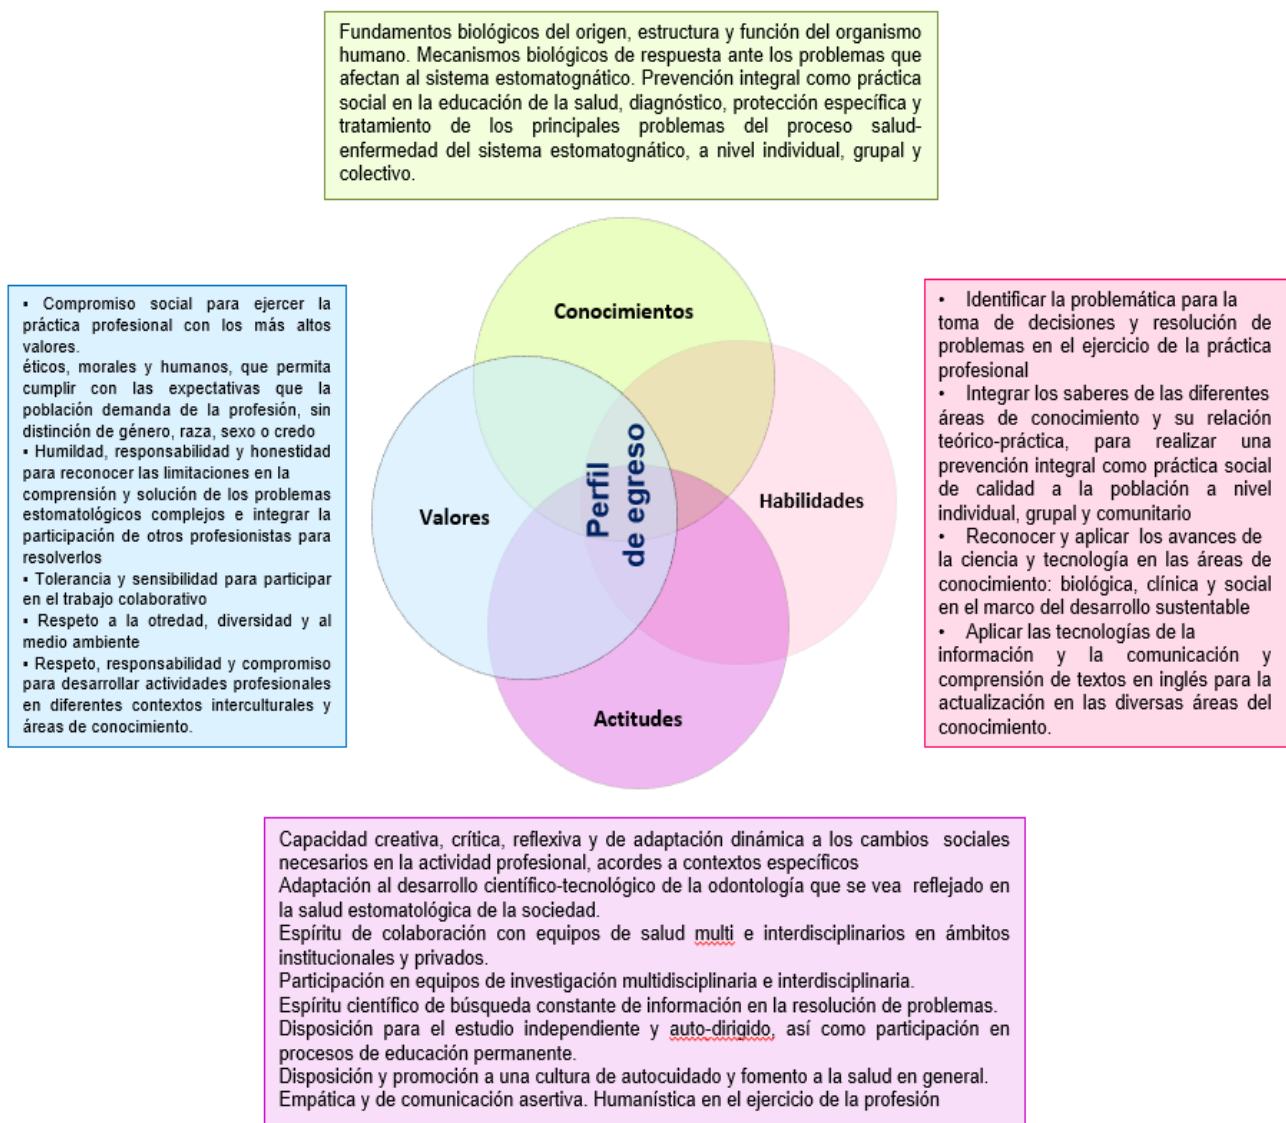 Fundamentos biológicos del origen, estructura y función del organismo
humano. Mecanismos biológicos de respuesta ante los problemas que
afectan al sistema estomatognático. Prevención integral como práctica
social en la educación de la salud, diagnóstico, protección específica y
tratamiento de los principales problemas del proceso salud-
enfermedad del sistema estomatognático, a nivel individual, grupal y
colectivo.
▪ Compromiso social para ejercer la
práctica profesional con los más altos
valores.
éticos, morales y humanos, que permita
cumplir con las expectativas que la
población demanda de la profesión, sin
distinción de género, raza, sexo o credo
▪ Humildad, responsabilidad y honestidad
para reconocer las limitaciones en la
comprensión y solución de los problemas
estomatológicos complejos e integrar la
participación de otros profesionistas para
resolverlos
▪ Tolerancia y sensibilidad para participar
en el trabajo colaborativo
▪ Respeto a la otredad, diversidad y al
medio ambiente
▪ Respeto, responsabilidad y compromiso
para desarrollar actividades profesionales
en diferentes contextos interculturales y
áreas de conocimiento.
Conocimientos
Valores
Perfil
de egreso
Habilidades
Actitudes
• Identificar la problemática para la
toma de decisiones y resolución de
problemas en el ejercicio de la práctica
profesional
• Integrar los saberes de las diferentes
áreas de conocimiento y su relación
teórico-práctica, para realizar una
prevención integral como práctica social
de calidad a la población a nivel
individual, grupal y comunitario
• Reconocer y aplicar los avances de
la ciencia y tecnología en las áreas de
conocimiento: biológica, clínica y social
en el marco del desarrollo sustentable
• Aplicar las tecnologías de la
información y la comunicación y
comprensión de textos en inglés para la
actualización en las diversas áreas del
conocimiento.
Capacidad creativa, crítica, reflexiva y de adaptación dinámica a los cambios sociales
necesarios en la actividad profesional, acordes a contextos específicos
Adaptación al desarrollo científico-tecnológico de la odontología que se vea reflejado en
la salud estomatológica de la sociedad.
Espíritu de colaboración con equipos de salud multi e interdisciplinarios en ámbitos
institucionales y privados.
Participación en equipos de investigación multidisciplinaria e interdisciplinaria.
Espíritu científico de búsqueda constante de información en la resolución de problemas.
Disposición para el estudio independiente y auto-dirigido, así como participación en
procesos de educación permanente.
Disposición y promoción a una cultura de autocuidado y fomento a la salud en general.
Empática y de comunicación asertiva. Humanística en el ejercicio de la profesión